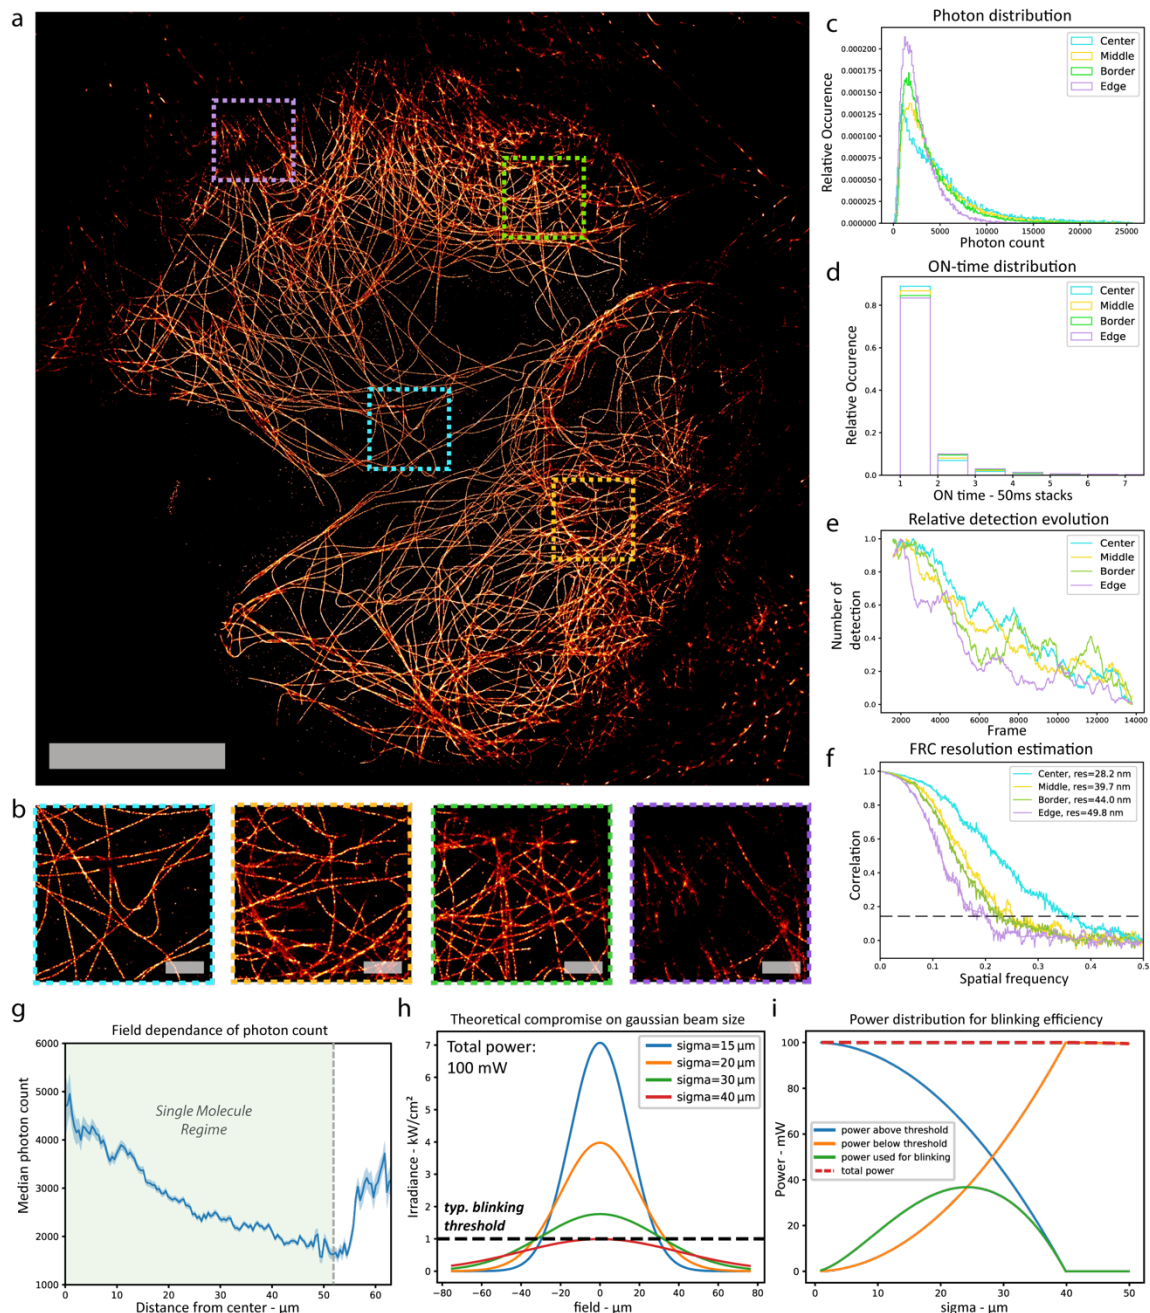 a
b
c
Photon distribution
Relative Occurence
0.000200
0.000175
0.000150
0.000125
0.000100
0.000075
0.000050
0.000025
0.000000
Center
Middle
Border
Edge
0 5000 10000 15000 20000 25000
Photon count
d
ON-time distribution
Relative Occurence
0.8
0.6
0.4
0.2
0.0
Center
Middle
Border
Edge
1 2 3 4 5 6 7
ON time - 50ms stacks
e
Relative detection evolution
Number of
detection
1.0
0.8
0.6
0.4
0.2
0.0
Center
Middle
Border
Edge
2000 4000 6000 8000 10000 12000 14000
Frame
f
FRC resolution estimation
Correlation
1.0
0.8
0.6
0.4
0.2
0.0
Center, res=28.2 nm
Middle, res=39.7 nm
Border, res=44.0 nm
Edge, res=49.8 nm
0.0 0.1 0.2 0.3 0.4 0.5
Spatial frequency
g
Field dependance of photon count
Median photon count
6000
5000
4000
3000
2000
1000
Single Molecule
Regime
0 10 20 30 40 50 60
Distance from center - µm
h
Theoretical compromise on gaussian beam size
Irradiance - kW/cm²
7
6
5
4
3
2
1
0
Total power:
100 mW
sigma=15 µm
sigma=20 µm
sigma=30 µm
sigma=40 µm
typ. blinking
threshold
−80 −60 −40 −20 0 20 40 60 80
field - µm
i
Power distribution for blinking efficiency
Power - mW
100
80
60
40
20
0
power above threshold
power below threshold
power used for blinking
total power
0 10 20 30 40 50
sigma - µm